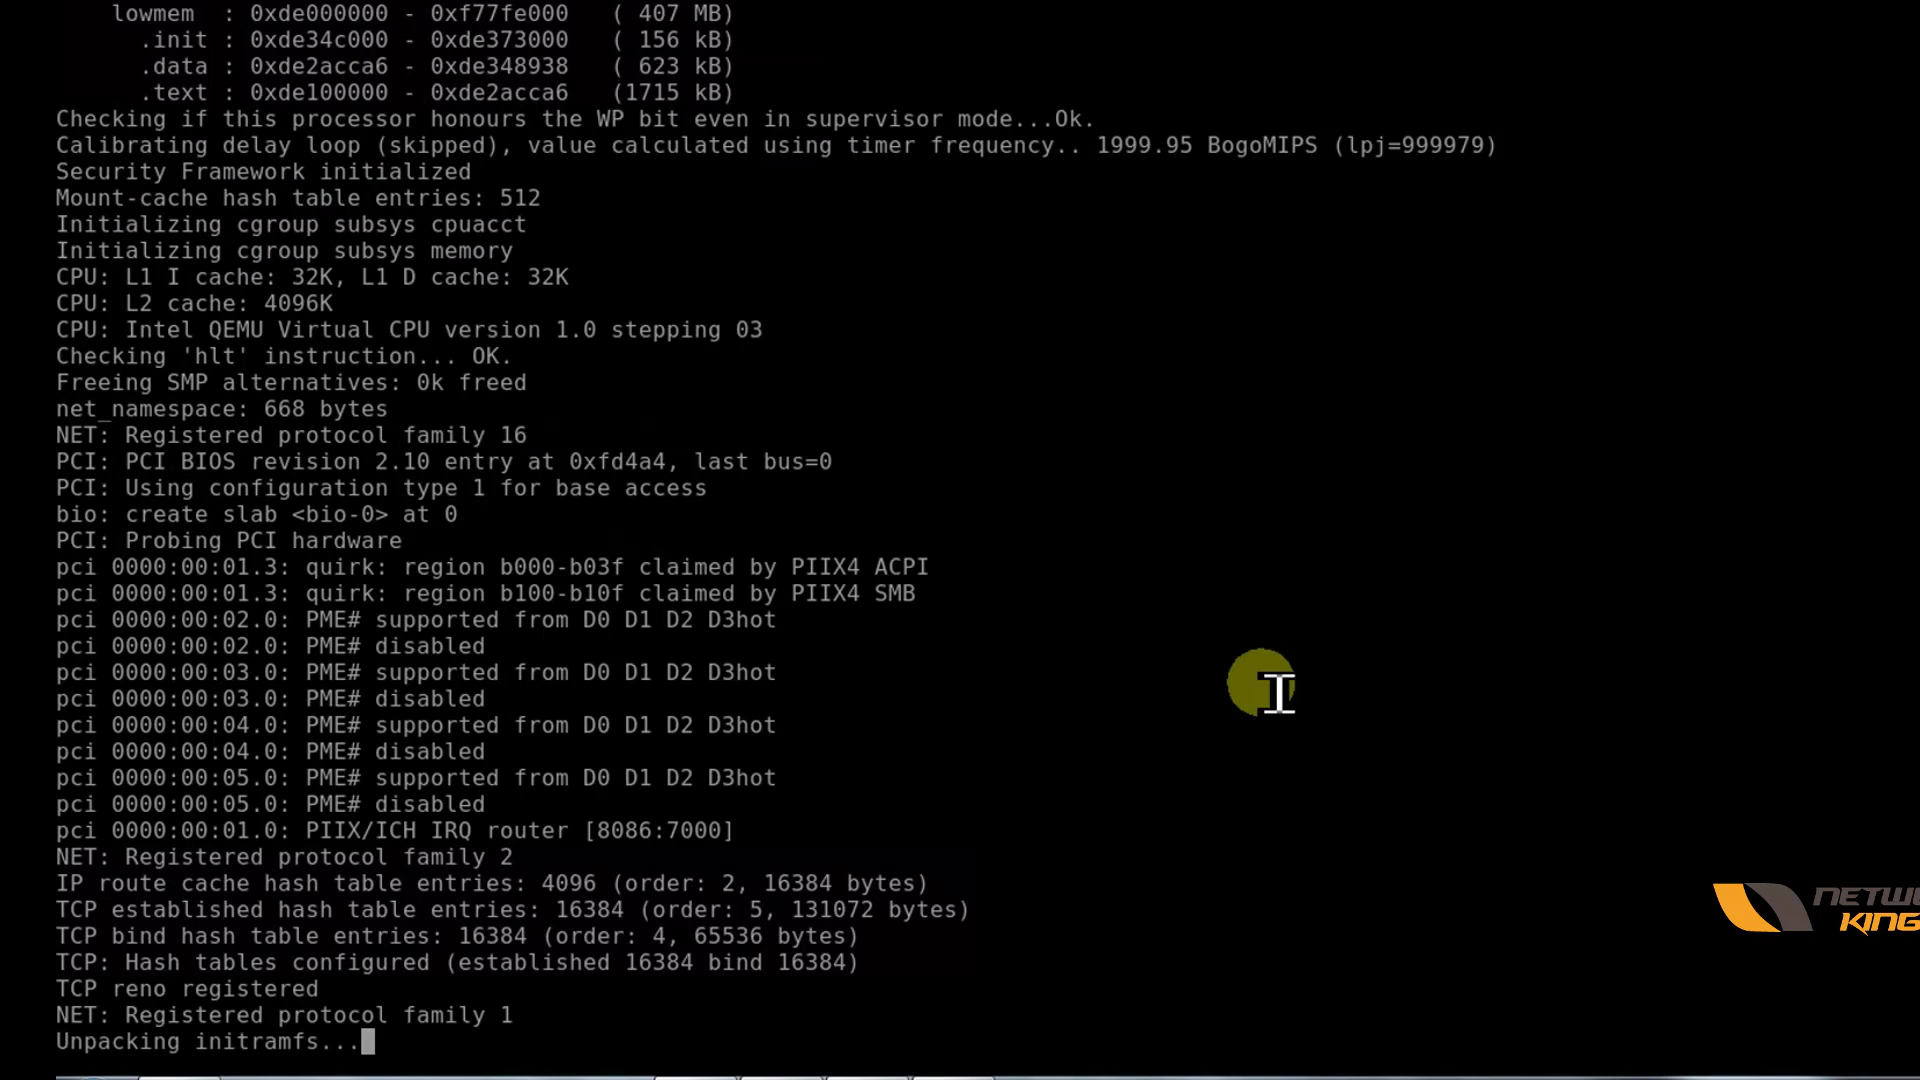 lowmem  : 0xde000000 - 0xf77fe000   ( 407 MB)
.init : 0xde34c000 - 0xde373000   ( 156 kB)
.data : 0xde2acca6 - 0xde348938   ( 623 kB)
.text : 0xde100000 - 0xde2acca6   (1715 kB)
Checking if this processor honours the WP bit even in supervisor mode...Ok.
Calibrating delay loop (skipped), value calculated using timer frequency.. 1999.95 BogoMIPS (lpj=999979)
Security Framework initialized
Mount-cache hash table entries: 512
Initializing cgroup subsys cpuacct
Initializing cgroup subsys memory
CPU: L1 I cache: 32K, L1 D cache: 32K
CPU: L2 cache: 4096K
CPU: Intel QEMU Virtual CPU version 1.0 stepping 03
Checking 'hlt' instruction... OK.
Freeing SMP alternatives: 0k freed
net_namespace: 668 bytes
NET: Registered protocol family 16
PCI: PCI BIOS revision 2.10 entry at 0xfd4a4, last bus=0
PCI: Using configuration type 1 for base access
bio: create slab <bio-0> at 0
PCI: Probing PCI hardware
pci 0000:00:01.3: quirk: region b000-b03f claimed by PIIX4 ACPI
pci 0000:00:01.3: quirk: region b100-b10f claimed by PIIX4 SMB
pci 0000:00:02.0: PME# supported from D0 D1 D2 D3hot
pci 0000:00:02.0: PME# disabled
pci 0000:00:03.0: PME# supported from D0 D1 D2 D3hot
pci 0000:00:03.0: PME# disabled
pci 0000:00:04.0: PME# supported from D0 D1 D2 D3hot
pci 0000:00:04.0: PME# disabled
pci 0000:00:05.0: PME# supported from D0 D1 D2 D3hot
pci 0000:00:05.0: PME# disabled
pci 0000:00:01.0: PIIX/ICH IRQ router [8086:7000]
NET: Registered protocol family 2
IP route cache hash table entries: 4096 (order: 2, 16384 bytes)
TCP established hash table entries: 16384 (order: 5, 131072 bytes)
TCP bind hash table entries: 16384 (order: 4, 65536 bytes)
TCP: Hash tables configured (established 16384 bind 16384)
TCP reno registered
NET: Registered protocol family 1
Unpacking initramfs...
NETWO
KING